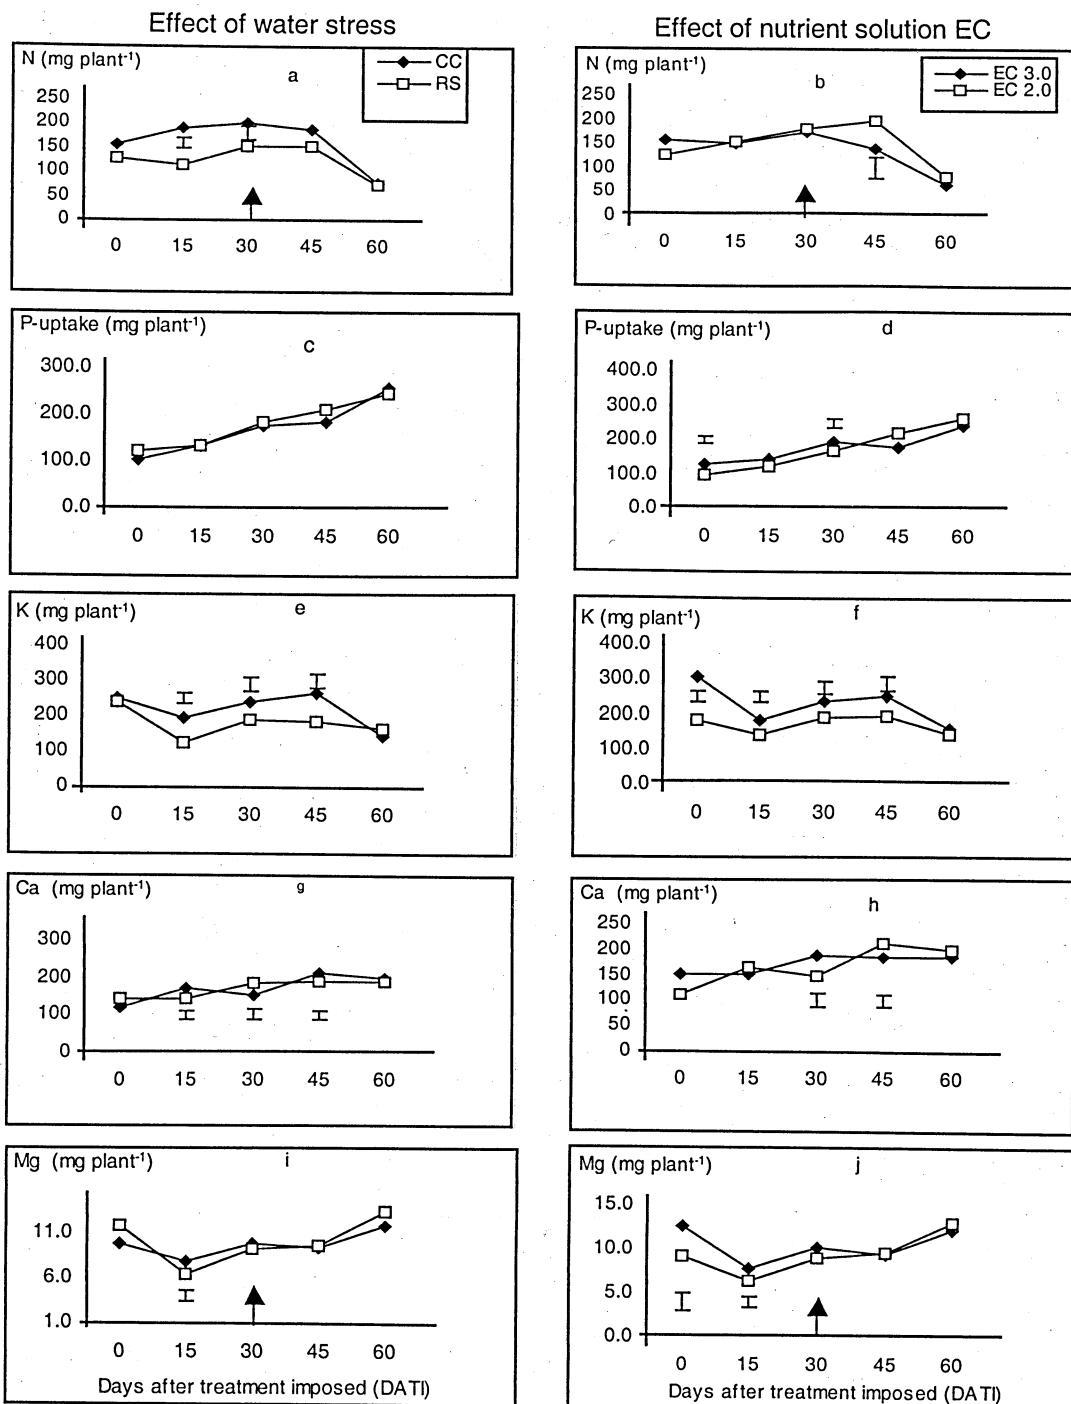 Effect of water stress
Effect of nutrient solution EC
N (mg plant-1)
a
CC
RS
250
200
150
100
50
0
0 15 30 45 60
N (mg plant-1)
b
EC 3.0
EC 2.0
250
200
150
100
50
0
0 15 30 45 60
P-uptake (mg plant-1)
c
300.0
200.0
100.0
0.0
0 15 30 45 60
P-uptake (mg plant-1)
d
400.0
300.0
200.0
100.0
0.0
0 15 30 45 60
K (mg plant-1)
e
400
300
200
100
0
0 15 30 45 60
K (mg plant-1)
f
400.0
300.0
200.0
100.0
0.0
0 15 30 45 60
Ca (mg plant-1)
g
300
200
100
0
0 15 30 45 60
Ca (mg plant-1)
h
250
200
150
100
50
0
0 15 30 45 60
Mg (mg plant-1)
i
11.0
6.0
1.0
0 15 30 45 60
Days after treatment imposed (DATI)
Mg (mg plant-1)
j
15.0
10.0
5.0
0.0
0 15 30 45 60
Days after treatment imposed (DATI)